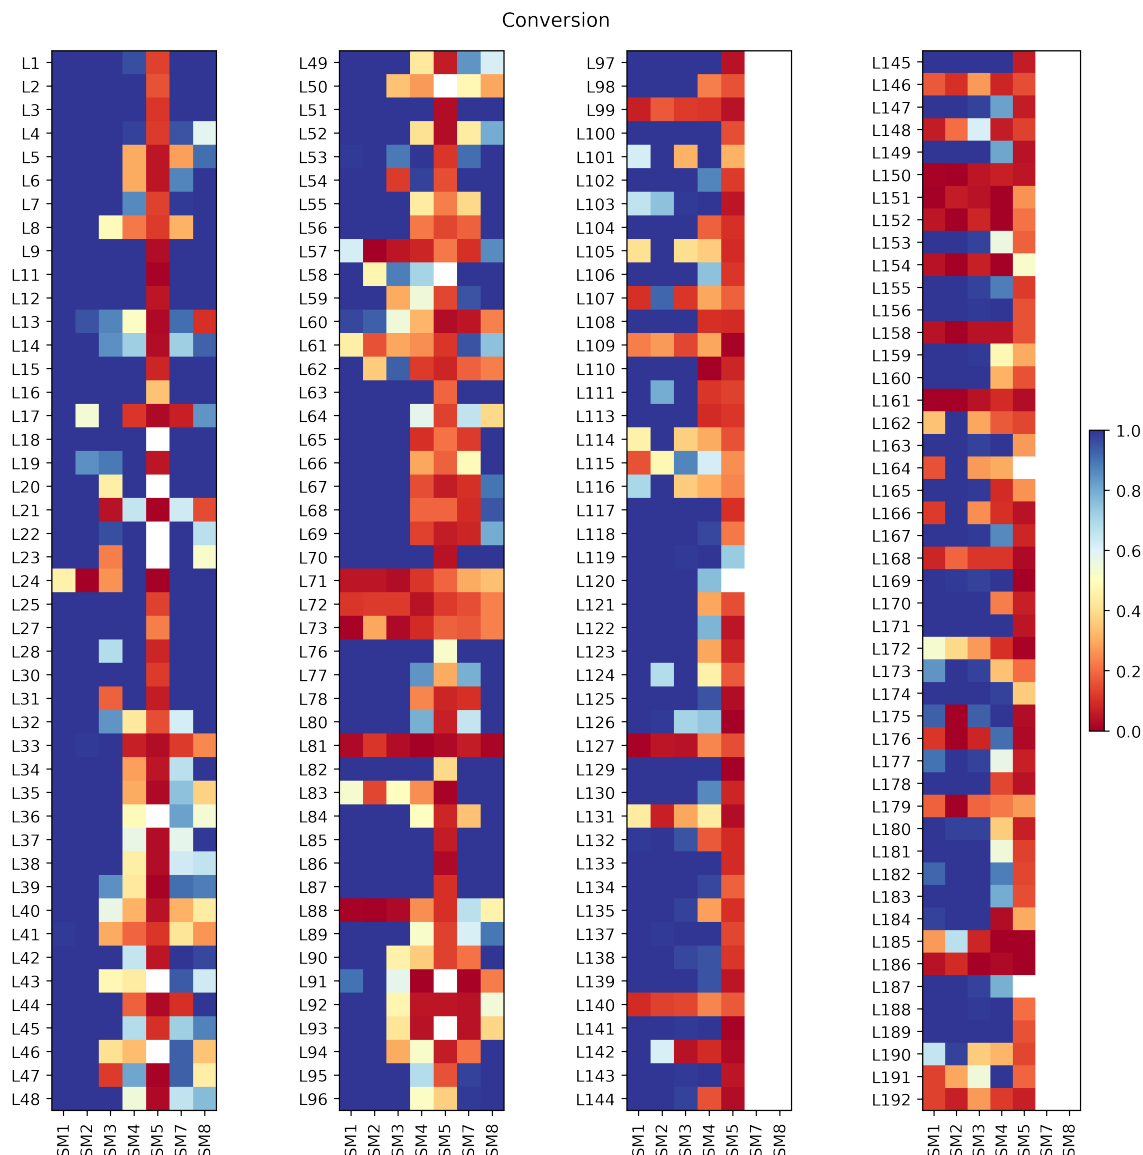 Conversion
L1
L2
L3
L4
L5
L6
L7
L8
L9
L11
L12
L13
L14
L15
L16
L17
L18
L19
L20
L21
L22
L23
L24
L25
L27
L28
L30
L31
L32
L33
L34
L35
L36
L37
L38
L39
L40
L41
L42
L43
L44
L45
L46
L47
L48
SM1 SM2 SM3 SM4 SM5 SM7 SM8
L49
L50
L51
L52
L53
L54
L55
L56
L57
L58
L59
L60
L61
L62
L63
L64
L65
L66
L67
L68
L69
L70
L71
L72
L73
L76
L77
L78
L80
L81
L82
L83
L84
L85
L86
L87
L88
L89
L90
L91
L92
L93
L94
L95
L96
SM1 SM2 SM3 SM4 SM5 SM7 SM8
L97
L98
L99
L100
L101
L102
L103
L104
L105
L106
L107
L108
L109
L110
L111
L113
L114
L115
L116
L117
L118
L119
L120
L121
L122
L123
L124
L125
L126
L127
L129
L130
L131
L132
L133
L134
L135
L137
L138
L139
L140
L141
L142
L143
L144
SM1 SM2 SM3 SM4 SM5 SM7 SM8
L145
L146
L147
L148
L149
L150
L151
L152
L153
L154
L155
L156
L158
L159
L160
L161
L162
L163
L164
L165
L166
L167
L168
L169
L170
L171
L172
L173
L174
L175
L176
L177
L178
L179
L180
L181
L182
L183
L184
L185
L186
L187
L188
L189
L190
L191
L192
SM1 SM2 SM3 SM4 SM5 SM7 SM8
1.0
0.8
0.6
0.4
0.2
0.0